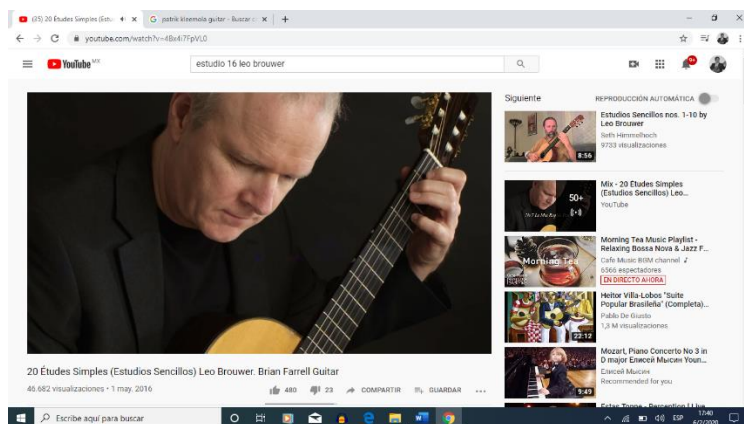 (35) 20 Études Simples (Estu
patrik kleemola guitar - Buscar c
youtube.com/watch?v=4Bx4i7FpVL0
YouTube MX
estudio 16 leo brouwer
9+
Siguiente
REPRODUCCIÓN AUTOMÁTICA
Estudios Sencillos nos. 1-10 by
Leo Brouwer
Seth Himmelhoch
9733 visualizaciones
8:56
Mix - 20 Études Simples
(Estudios Sencillos) Leo...
YouTube
50+
Morning Tea Music Playlist -
Relaxing Bossa Nova & Jazz F...
Cafe Music BGM channel
6566 espectadores
EN DIRECTO AHORA
Morning Tea
Heitor Villa-Lobos "Suite
Popular Brasileña" (Completa)...
Pablo De Giusto
1,3 M visualizaciones
22:12
Mozart, Piano Concerto No 3 in
D major Елисей Мысин Youn...
Елисей Мысин
Recommended for you
9:49
20 Études Simples (Estudios Sencillos) Leo Brouwer. Brian Farrell Guitar
46.682 visualizaciones • 1 may. 2016
480
23
COMPARTIR
GUARDAR
Escribe aquí para buscar
ESP
17:40
6/2/2020